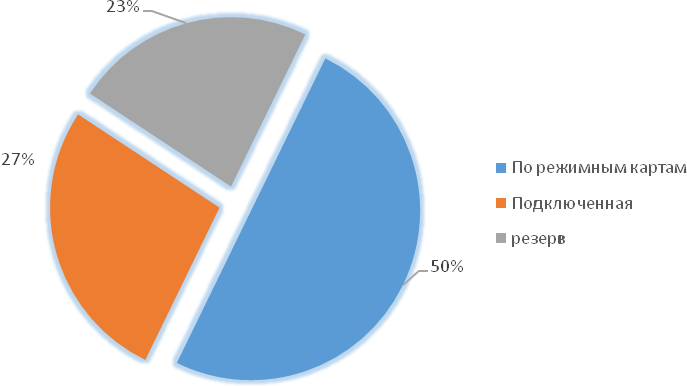 23%
27%
50%
По режимным картам
Подключенная
резерв